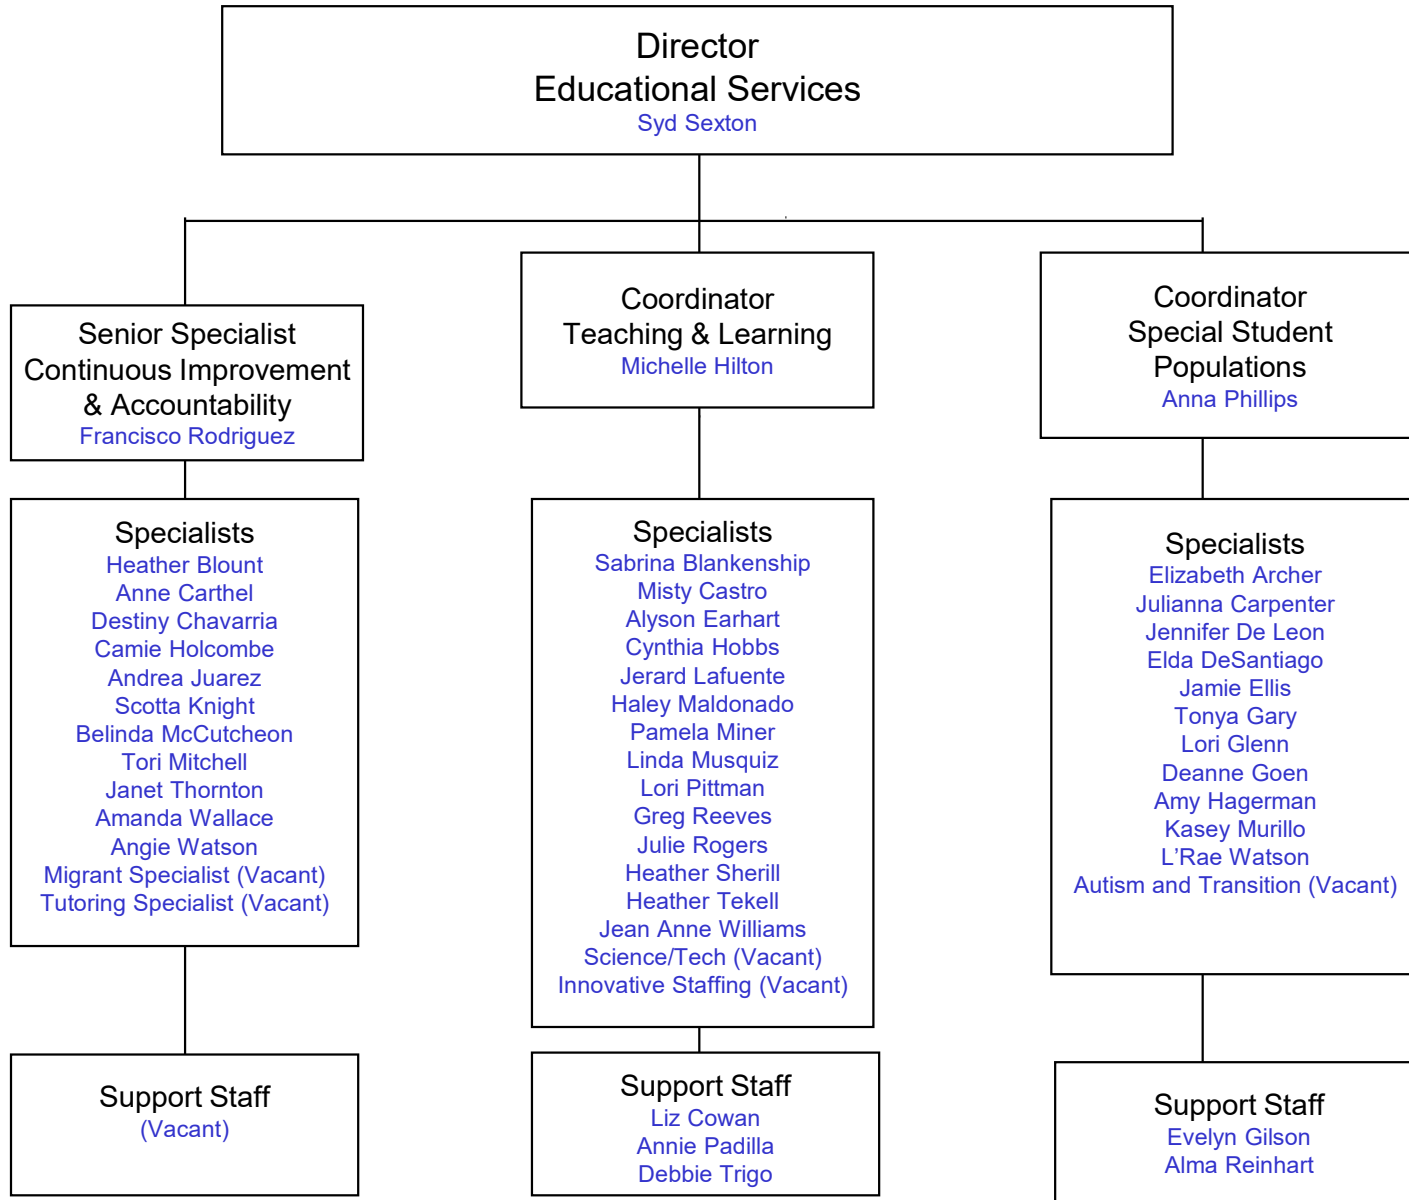 Director
Educational Services
Syd Sexton
Senior Specialist
Continuous Improvement
& Accountability
Francisco Rodriguez
Coordinator
Teaching & Learning
Michelle Hilton
Coordinator
Special Student
Populations
Anna Phillips
Specialists
Heather Blount
Anne Carthel
Destiny Chavarria
Camie Holcombe
Andrea Juarez
Scotta Knight
Belinda McCutcheon
Tori Mitchell
Janet Thornton
Amanda Wallace
Angie Watson
Migrant Specialist (Vacant)
Tutoring Specialist (Vacant)
Specialists
Sabrina Blankenship
Misty Castro
Alyson Earhart
Cynthia Hobbs
Jerard Lafuente
Haley Maldonado
Pamela Miner
Linda Musquiz
Lori Pittman
Greg Reeves
Julie Rogers
Heather Sherill
Heather Tekell
Jean Anne Williams
Science/Tech (Vacant)
Innovative Staffing (Vacant)
Specialists
Elizabeth Archer
Julianna Carpenter
Jennifer De Leon
Elda DeSantiago
Jamie Ellis
Tonya Gary
Lori Glenn
Deanne Goen
Amy Hagerman
Kasey Murillo
L’Rae Watson
Autism and Transition (Vacant)
Support Staff
(Vacant)
Support Staff
Liz Cowan
Annie Padilla
Debbie Trigo
Support Staff
Evelyn Gilson
Alma Reinhart